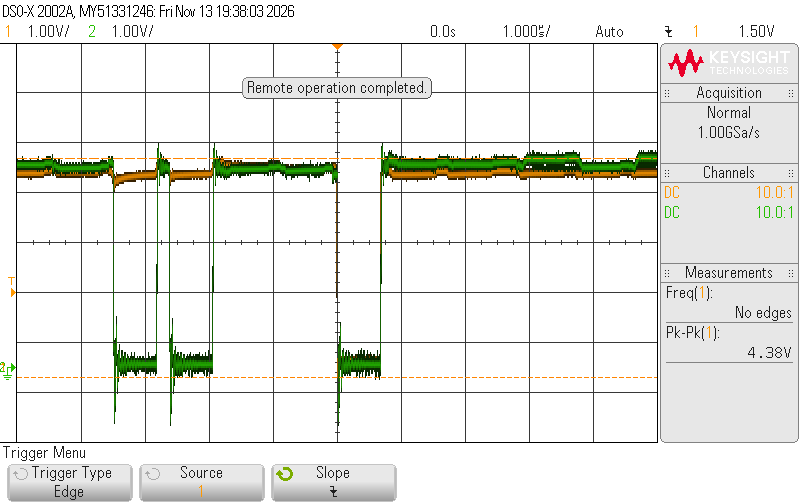 DSO-X 2002A, MY51331246: Fri Nov 13 19:38:03 2026
1 1.00V/ 2 1.00V/ 0.0s 1.000µs/ Auto 1 1.50V
Remote operation completed.
KEYSIGHT
TECHNOLOGIES
Acquisition
Normal
1.00GSa/s
Channels
DC 10.0:1
DC 10.0:1
Measurements
Freq(1):
No edges
Pk-Pk(1):
4.38V
T
2
Trigger Menu
Trigger Type Source Slope
Edge 1